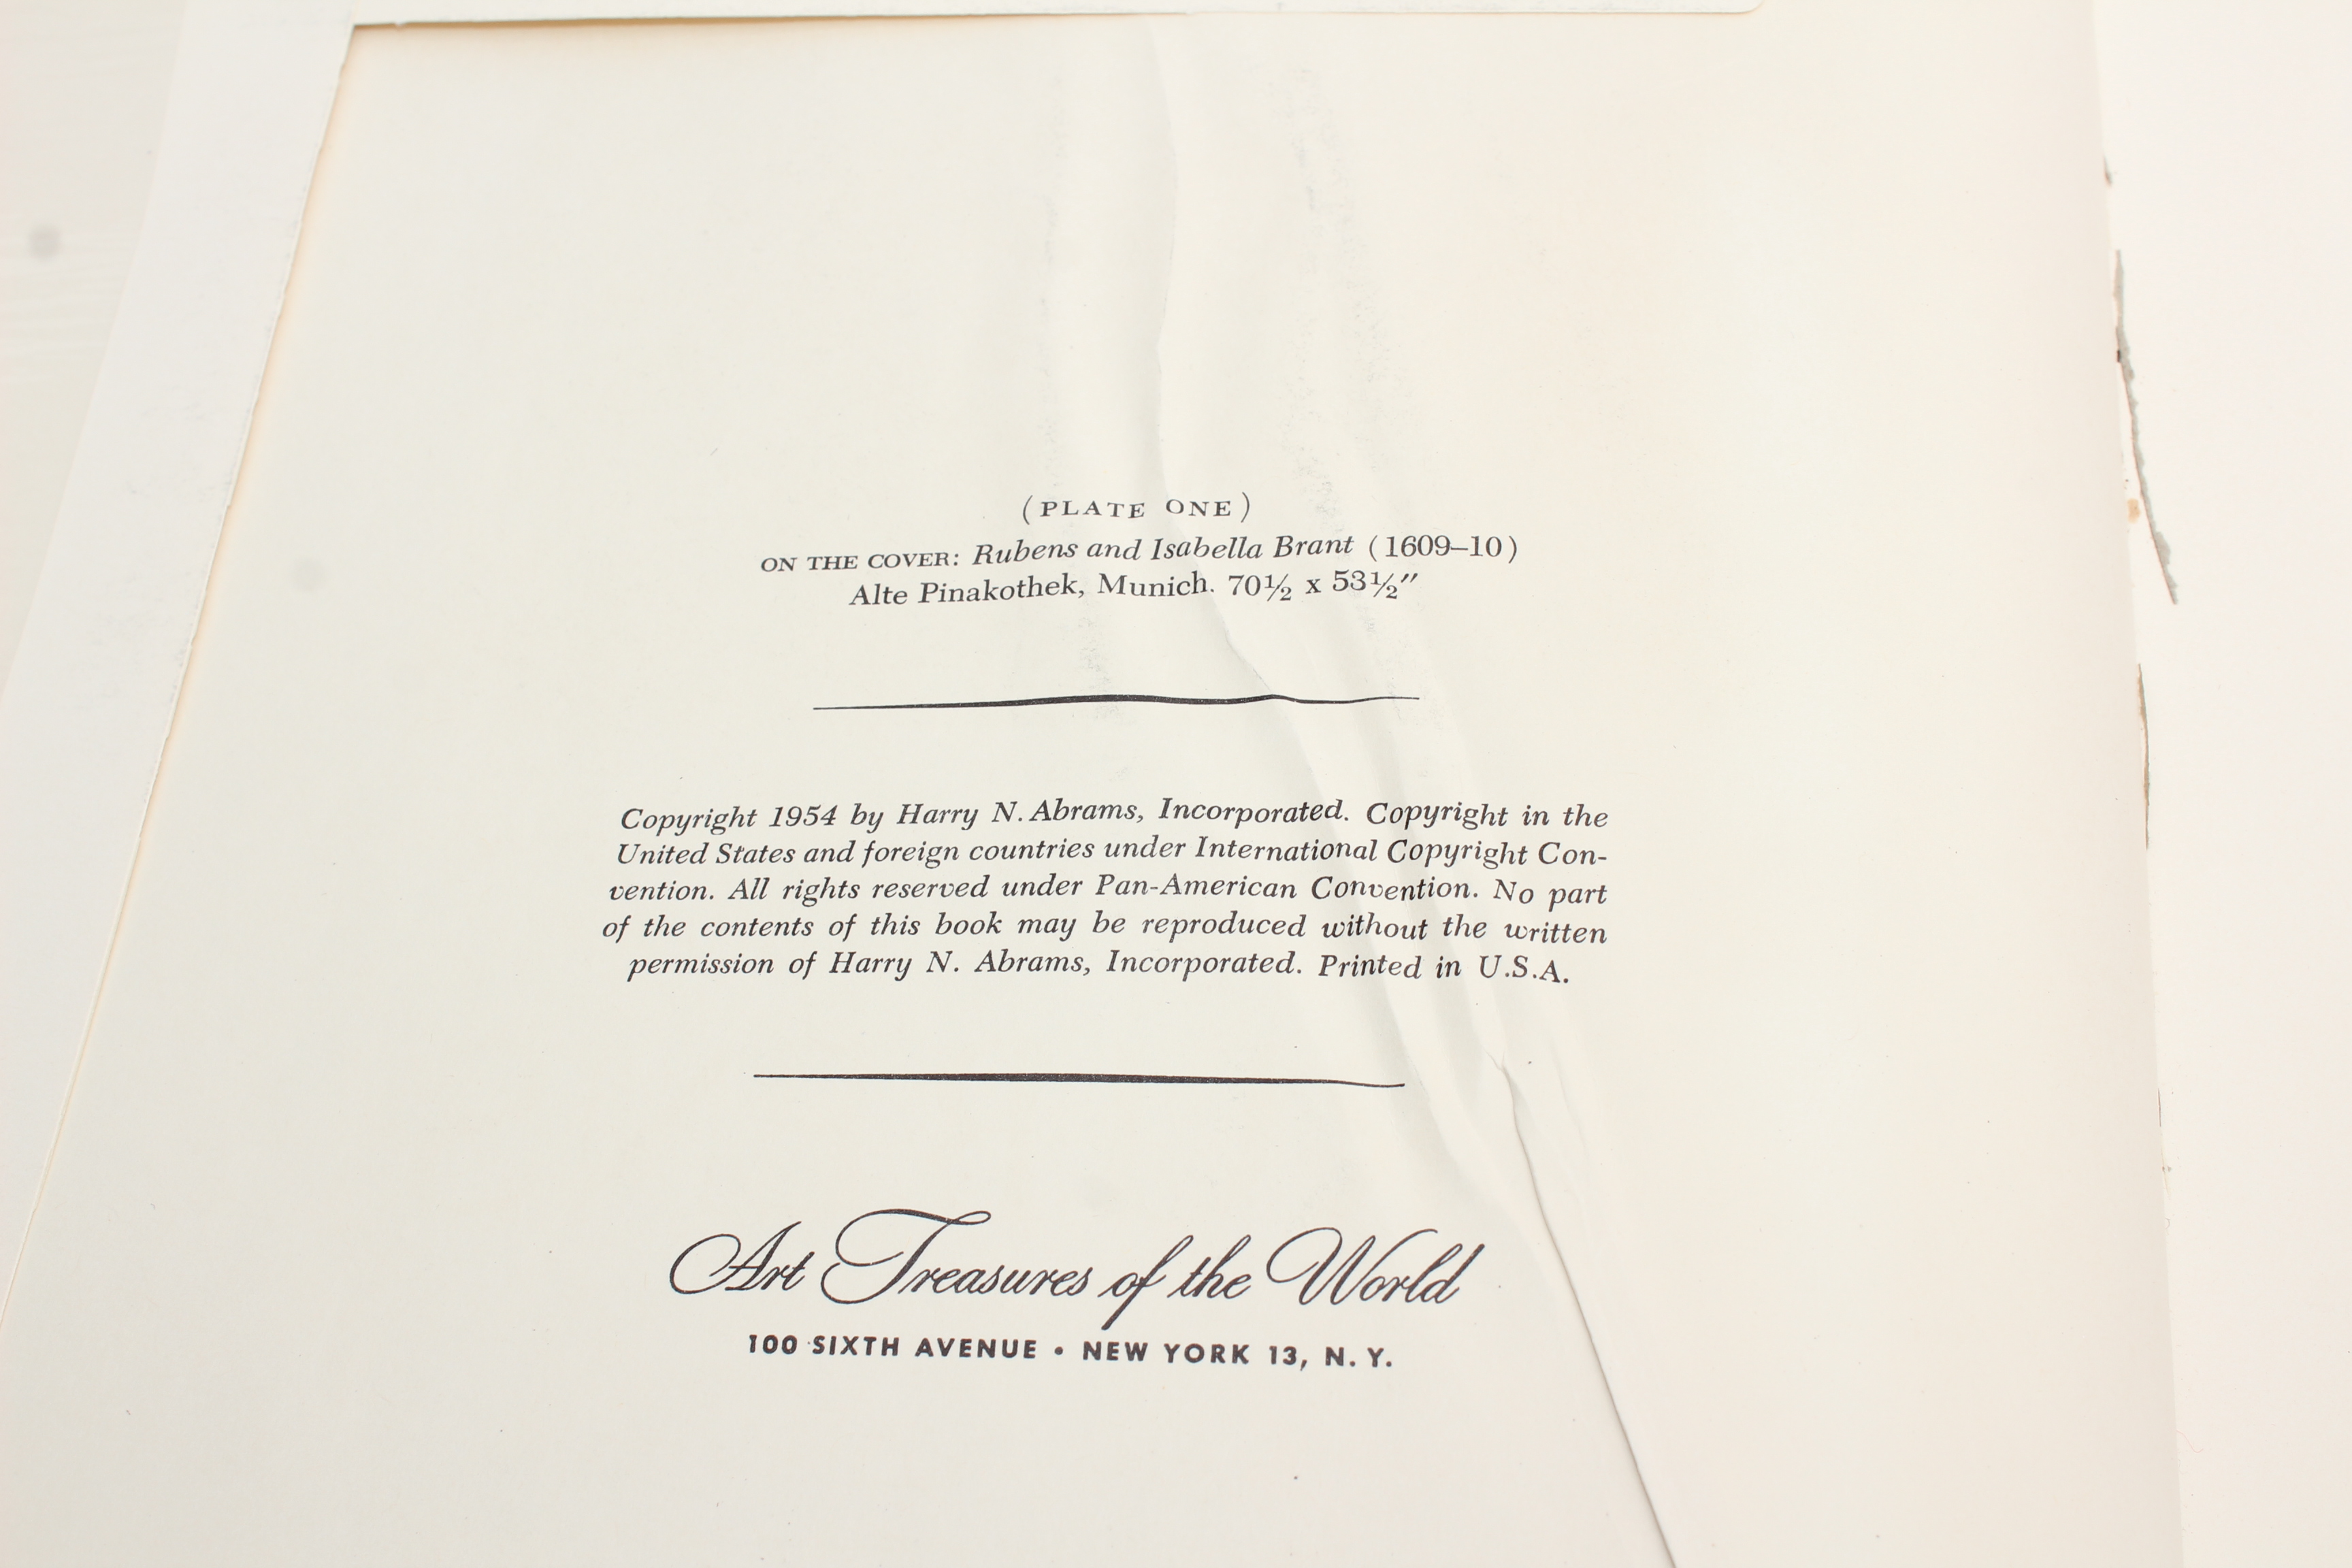 (PLATE ONE)
ON THE COVER: Rubens and Isabella Brant (1609–10)
Alte Pinakothek, Munich. 70½ x 53½″
Copyright 1954 by Harry N. Abrams, Incorporated. Copyright in the
United States and foreign countries under International Copyright Con-
vention. All rights reserved under Pan-American Convention. No part
of the contents of this book may be reproduced without the written
permission of Harry N. Abrams, Incorporated. Printed in U.S.A.
Art Treasures of the World
100 SIXTH AVENUE • NEW YORK 13, N. Y.